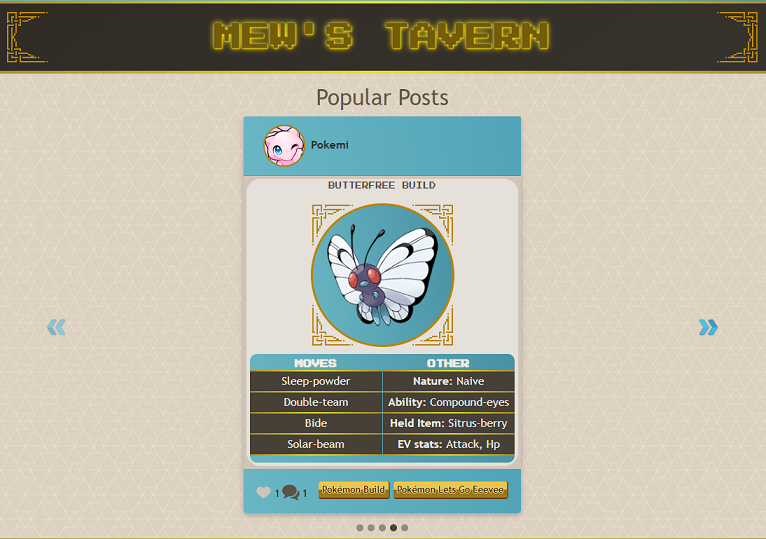 MEW'S TAVERN
Popular Posts
Pokemi
BUTTERFREE BUILD
MOVES OTHER
Sleep-powder Nature: Naive
Double-team Ability: Compound-eyes
Bide Held Item: Sitrus-berry
Solar-beam EV stats: Attack, Hp
1 1 Pokémon Build Pokémon Lets Go Eeevee